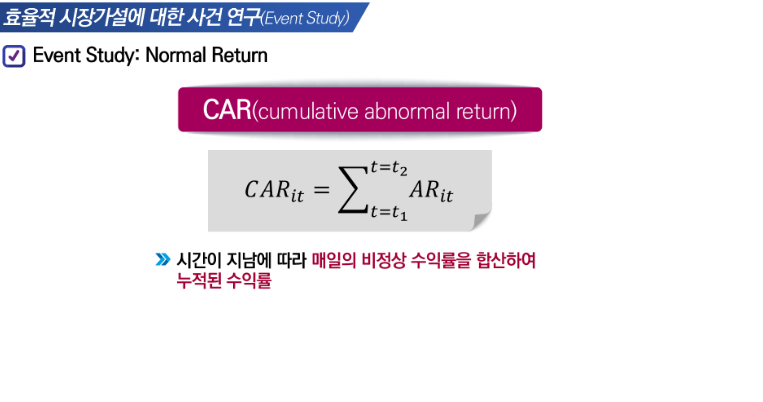 효율적 시장가설에 대한 사건 연구(Event Study)
Event Study: Normal Return
CAR(cumulative abnormal return)
$CAR_{it} = \sum_{t=t_1}^{t=t_2} AR_{it}$
시간이 지남에 따라 매일의 비정상 수익률을 합산하여
누적된 수익률